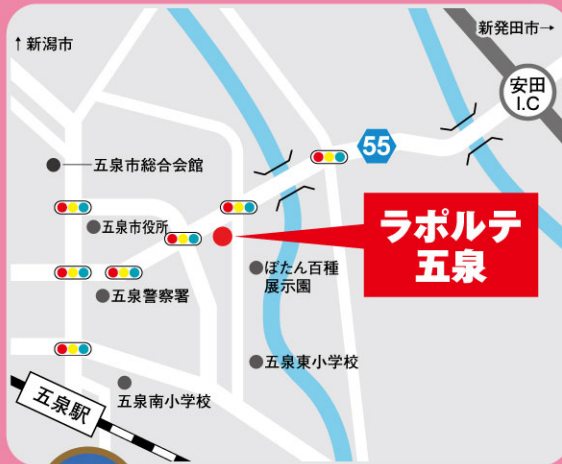 ↑新潟市
新発田市→
安田
I.C
55
五泉市総合会館
五泉市役所
ラポルテ
五泉
ぼたん百種
展示園
五泉警察署
五泉東小学校
五泉南小学校
五泉駅